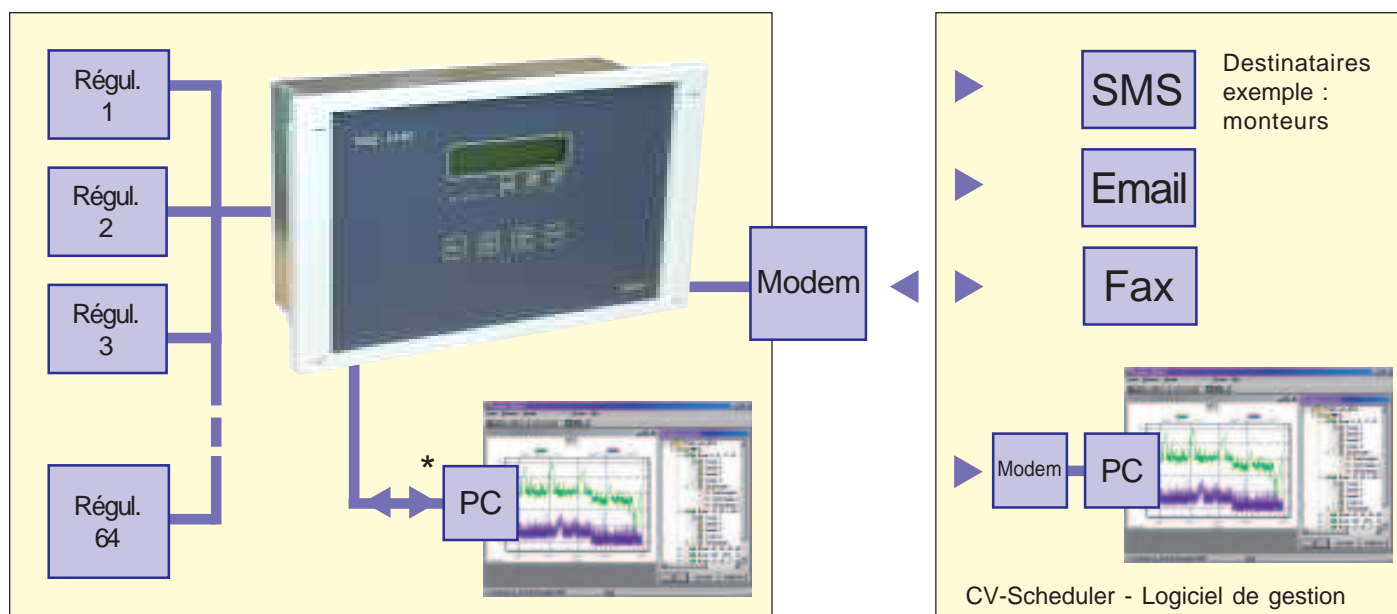 Régul.
1
Régul.
2
Régul.
3
Régul.
64
Modem
*
PC
SMS
Destinataires
exemple :
monteurs
Email
Fax
Modem
PC
CV-Scheduler - Logiciel de gestion